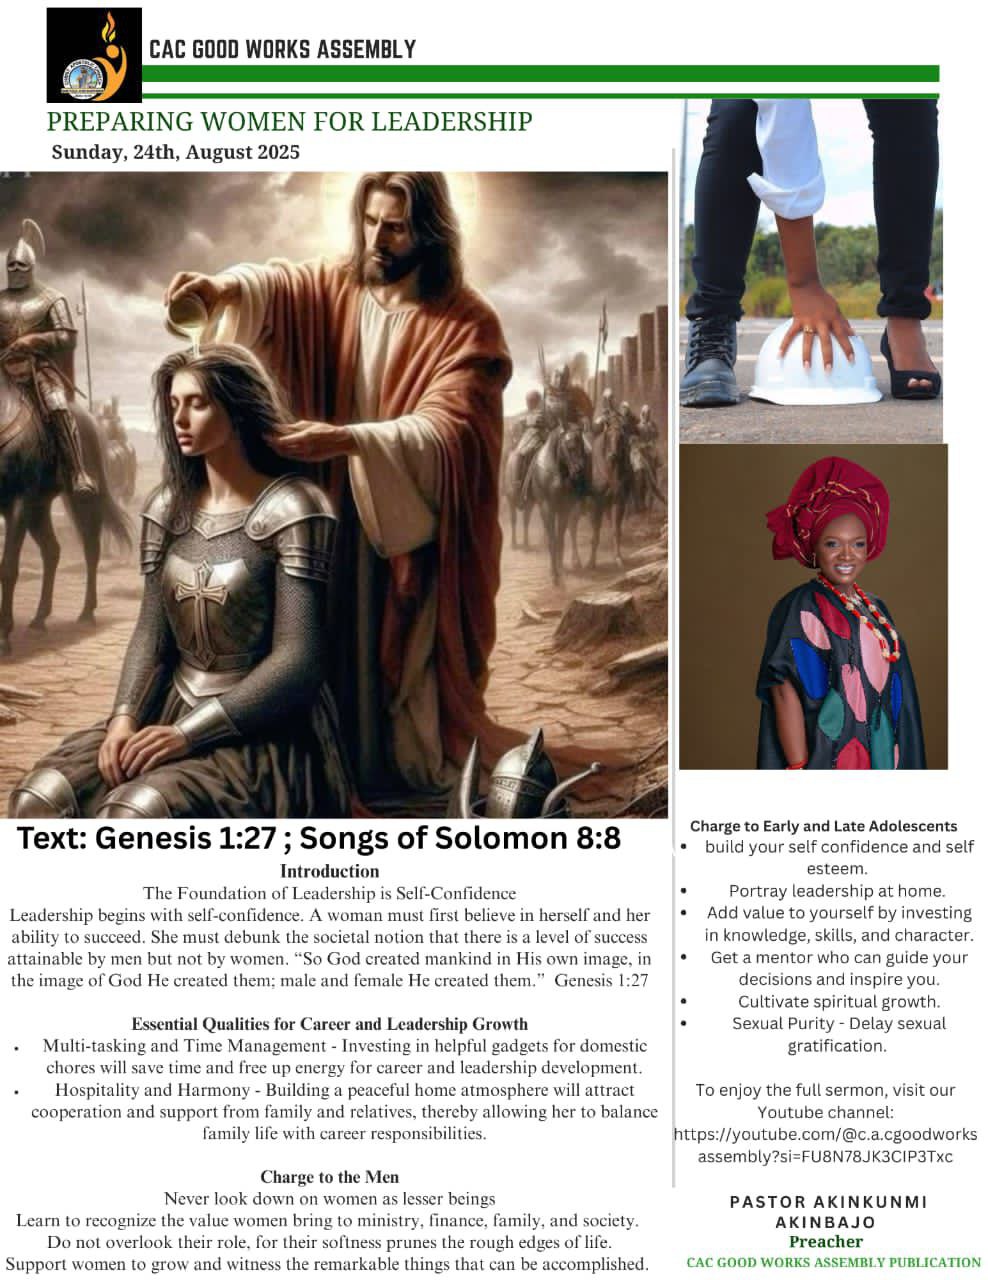 CAC GOOD WORKS ASSEMBLY
PREPARING WOMEN FOR LEADERSHIP
Sunday, 24th, August 2025
Text: Genesis 1:27 ; Songs of Solomon 8:8
Introduction
The Foundation of Leadership is Self-Confidence
Leadership begins with self-confidence. A woman must first believe in herself and her
ability to succeed. She must debunk the societal notion that there is a level of success
attainable by men but not by women. “So God created mankind in His own image, in
the image of God He created them; male and female He created them.” Genesis 1:27
Essential Qualities for Career and Leadership Growth
• Multi-tasking and Time Management - Investing in helpful gadgets for domestic
chores will save time and free up energy for career and leadership development.
• Hospitality and Harmony - Building a peaceful home atmosphere will attract
cooperation and support from family and relatives, thereby allowing her to balance
family life with career responsibilities.
Charge to the Men
Never look down on women as lesser beings
Learn to recognize the value women bring to ministry, finance, family, and society.
Do not overlook their role, for their softness prunes the rough edges of life.
Support women to grow and witness the remarkable things that can be accomplished.
Charge to Early and Late Adolescents
• build your self confidence and self
esteem.
• Portray leadership at home.
• Add value to yourself by investing
in knowledge, skills, and character.
• Get a mentor who can guide your
decisions and inspire you.
• Cultivate spiritual growth.
• Sexual Purity - Delay sexual
gratification.
To enjoy the full sermon, visit our
Youtube channel:
https://youtube.com/@c.a.cgoodworks
assembly?si=FU8N78JK3CIP3Txc
PASTOR AKINKUNMI
AKINBAJO
Preacher
CAC GOOD WORKS ASSEMBLY PUBLICATION